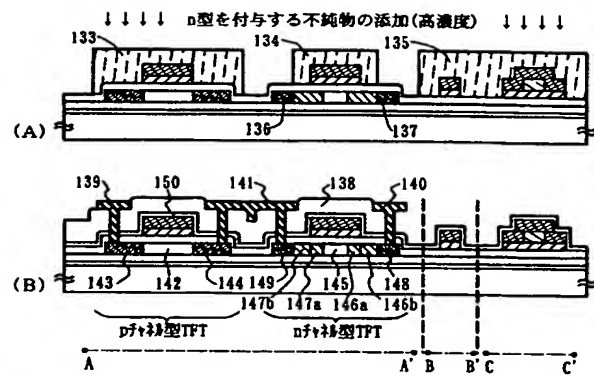 ↓ ↓ ↓ ↓ n型を付与する不純物の添加(高濃度) ↓ ↓ ↓ ↓
133 134 135
(A)
136 137
139 150 141 138 140
(B)
143 142 144 149 147b 147a 145 146a 146b 148
pチャネル型TFT nチャネル型TFT
A A' B B' C C'